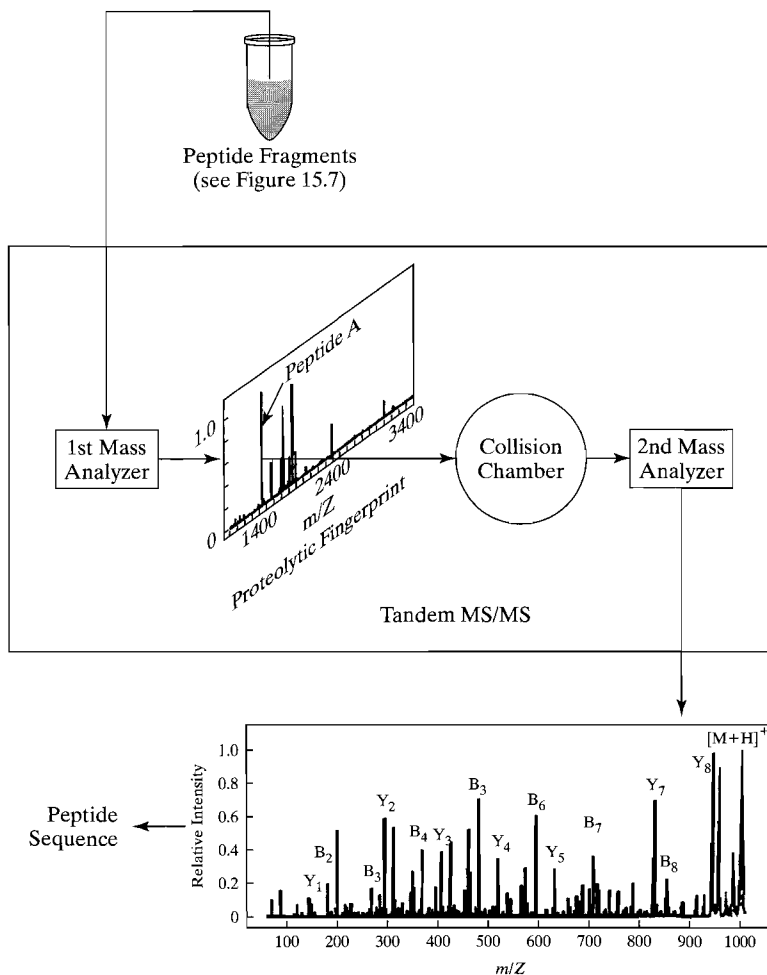 Peptide Fragments
(see Figure 15.7)
Peptide A
1.0
0
1400
2400
3400
m/Z
Proteolytic Fingerprint
1st Mass
Analyzer
Collision
Chamber
2nd Mass
Analyzer
Tandem MS/MS
Peptide
Sequence
Relative Intensity
1.0
0.8
0.6
0.4
0.2
0
B2
Y1
Y2
B3
B4
Y3
B3
Y4
B6
Y5
B7
Y7
B8
Y8
[M+H]+
100 200 300 400 500 600 700 800 900 1000
m/Z